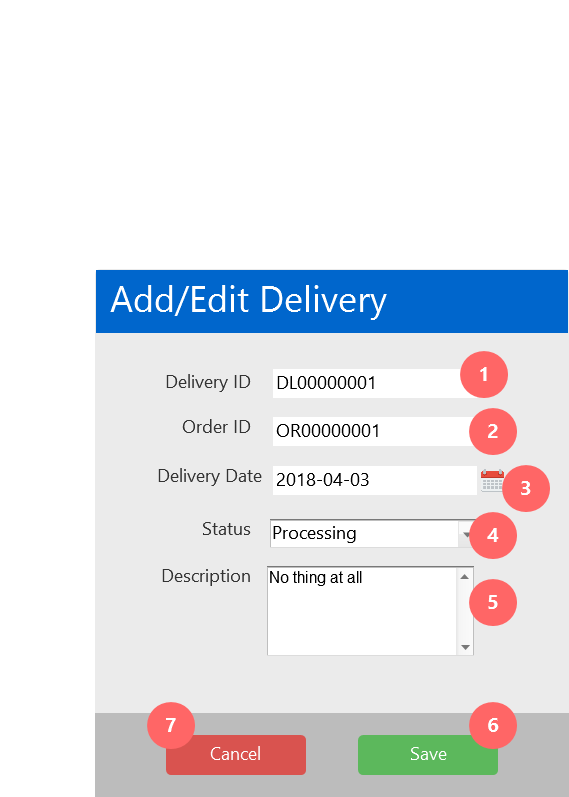 Add/Edit Delivery
Delivery ID DL00000001 1
Order ID OR00000001 2
Delivery Date 2018-04-03 3
Status Processing 4
Description No thing at all 5
7 Cancel Save 6